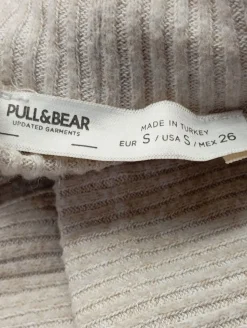 PULL&BEAR
UPDATED GARMENTS
MADE IN TURKEY
EUR S / USA S / MEX 26